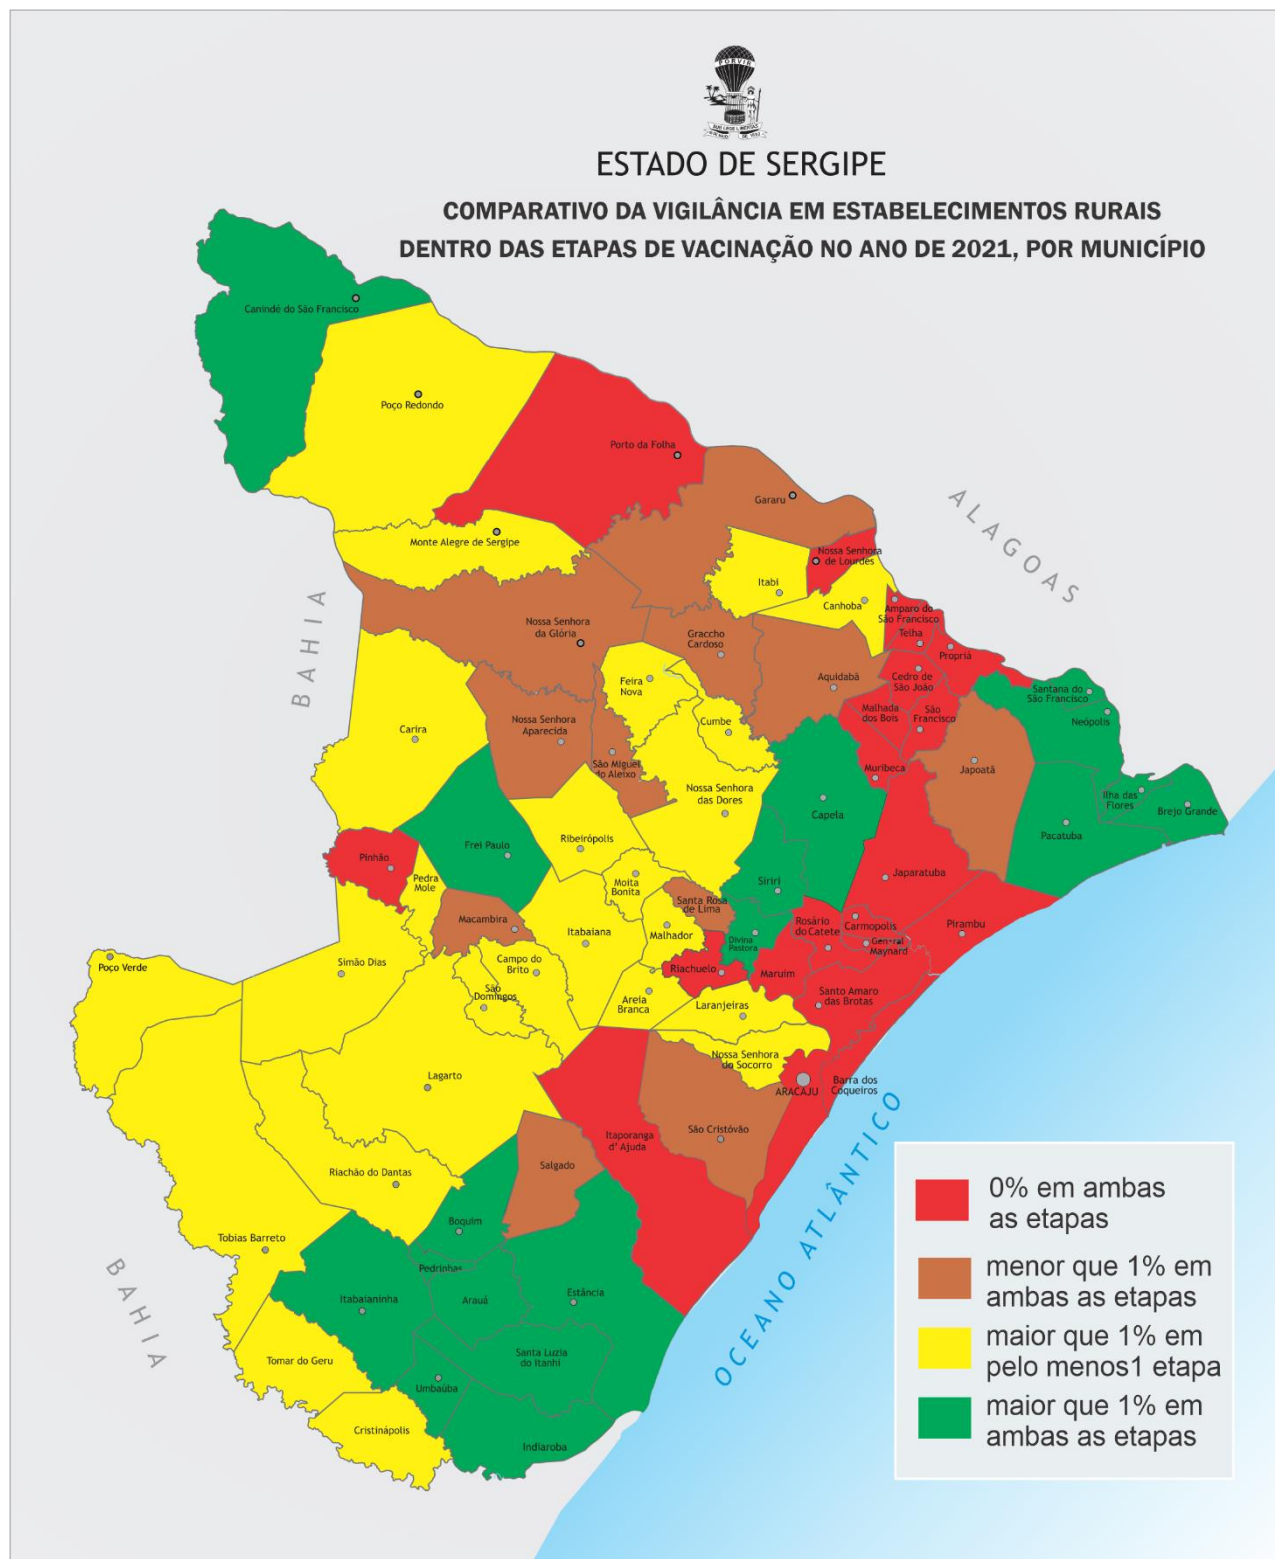 PORVIR
ESTADO DE SERGIPE
COMPARATIVO DA VIGILÂNCIA EM ESTABELECIMENTOS RURAIS
DENTRO DAS ETAPAS DE VACINAÇÃO NO ANO DE 2021, POR MUNICÍPIO
Canindé do São Francisco
Poço Redondo
Porto da Folha
Gararu
ALAGOAS
Monte Alegre de Sergipe
Nossa Senhora
de Lourdes
Itabi
Canhoba
Amparo do
São Francisco
Telha
Propriá
BAHIA
Nossa Senhora
da Glória
Graccho
Cardoso
Aquidabã
Cedro de
São João
Feira
Nova
Santana do
São Francisco
Neópolis
Malhada
dos Bois
São
Francisco
Carira
Nossa Senhora
Aparecida
Cumbe
São Miguel
do Aleixo
Muribeca
Japoatã
Nossa Senhora
das Dores
Capela
Ilha das
Flores
Brejo Grande
Pacatuba
Frei Paulo
Ribeirópolis
Pinhão
Pedra
Mole
Moita
Bonita
Siriri
Japaratuba
Macambira
Santa Rosa
de Lima
Itabaiana
Malhador
Divina
Pastora
Rosário
do Catete
Carmopolis
Pirambu
General
Maynard
Poço Verde
Simão Dias
Campo do
Brito
São
Domingos
Riachuelo
Maruim
Areia
Branca
Laranjeiras
Santo Amaro
das Brotas
Nossa Senhora
do Socorro
Lagarto
ARACAJU
Barra dos
Coqueiros
Itaporanga
d' Ajuda
São Cristóvão
Riachão do Dantas
Salgado
Boquim
Tobias Barreto
Pedrinhas
Itabaianinha
Arauá
Estância
BAHIA
OCEANO ATLÂNTICO
Tomar do Geru
Santa Luzia
do Itanhi
Umbaúba
Cristinápolis
Indiaroba
0% em ambas
as etapas
menor que 1% em
ambas as etapas
maior que 1% em
pelo menos1 etapa
maior que 1% em
ambas as etapas